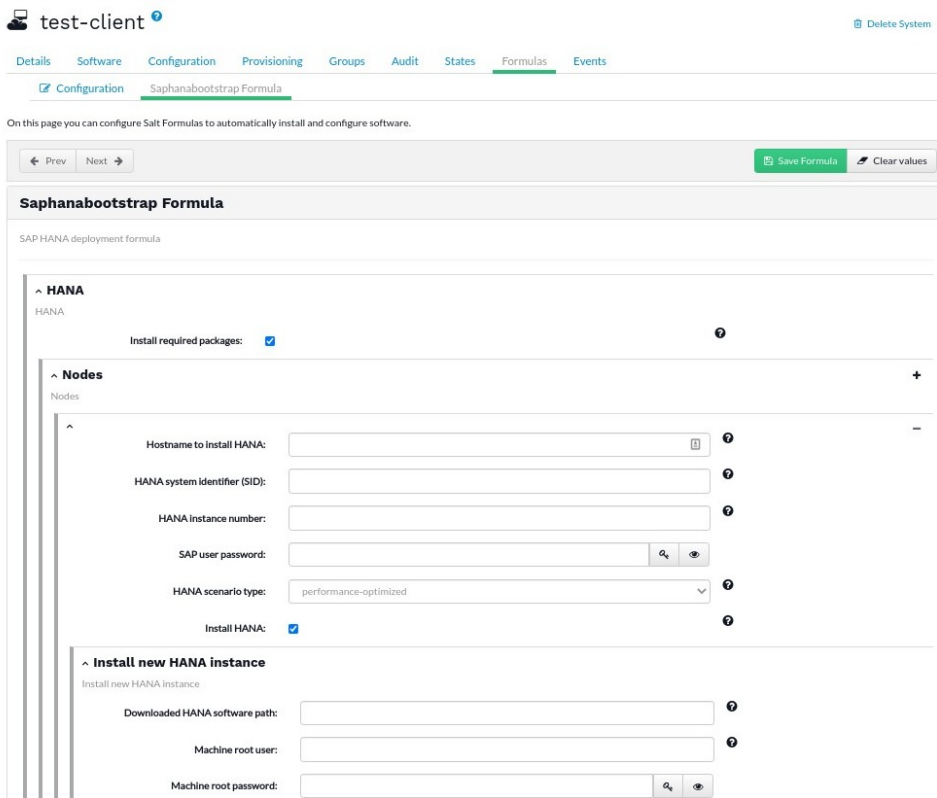 test-client
Delete System
Details Software Configuration Provisioning Groups Audit States Formulas Events
Configuration Saphanabootstrap Formula
On this page you can configure Salt Formulas to automatically install and configure software.
Prev Next Save Formula Clear values
Saphanabootstrap Formula
SAP HANA deployment formula
HANA
HANA
Install required packages:
Nodes
Nodes
Hostname to install HANA:
HANA system identifier (SID):
HANA instance number:
SAP user password:
HANA scenario type: performance-optimized
Install HANA:
Install new HANA instance
Install new HANA instance
Downloaded HANA software path:
Machine root user:
Machine root password: